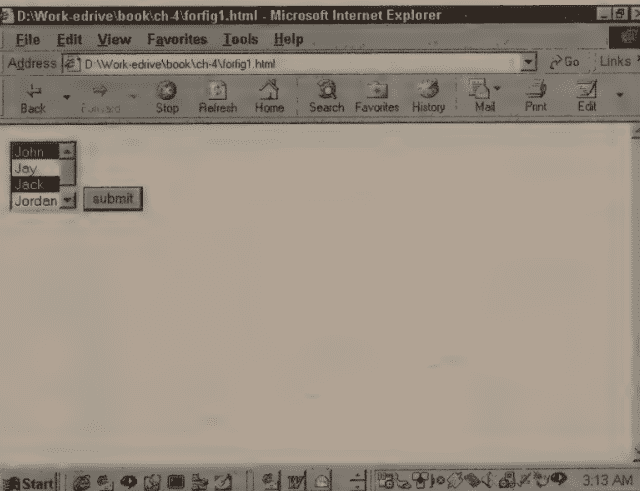 D:\Work-edrive\book\ch-4\forfig1.html - Microsoft Internet Explorer
File Edit View Favorites Tools Help
Address D:\Work-edrive\book\ch-4\forfig1.html Go Links
Back Forward Stop Refresh Home Search Favorites History Mail Print Edit
John
Jay
Jack
Jordan submit
Start 3:13 AM